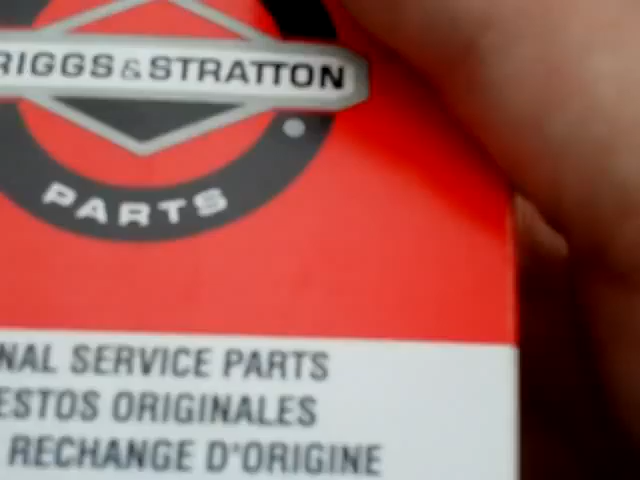 RIGGS & STRATTON
PARTS
NAL SERVICE PARTS
ESTOS ORIGINALES
RECHANGE D'ORIGINE